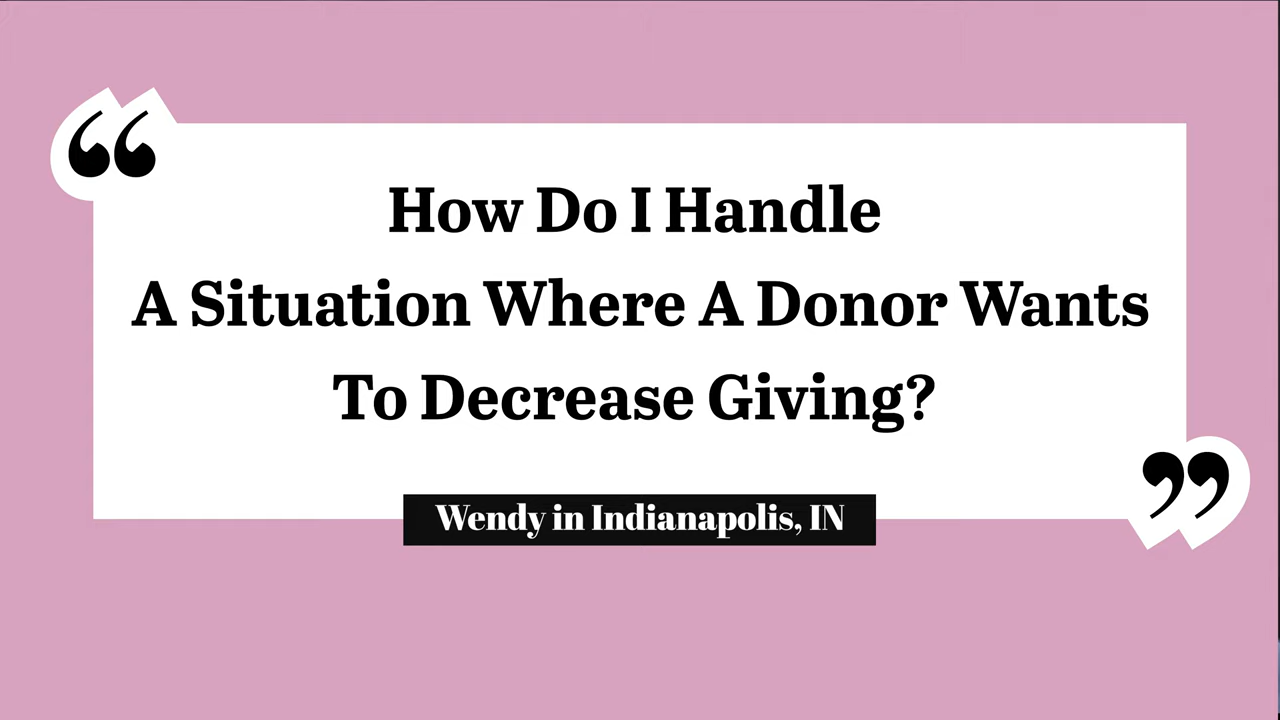 “
How Do I Handle
A Situation Where A Donor Wants
To Decrease Giving?
”
Wendy in Indianapolis, IN